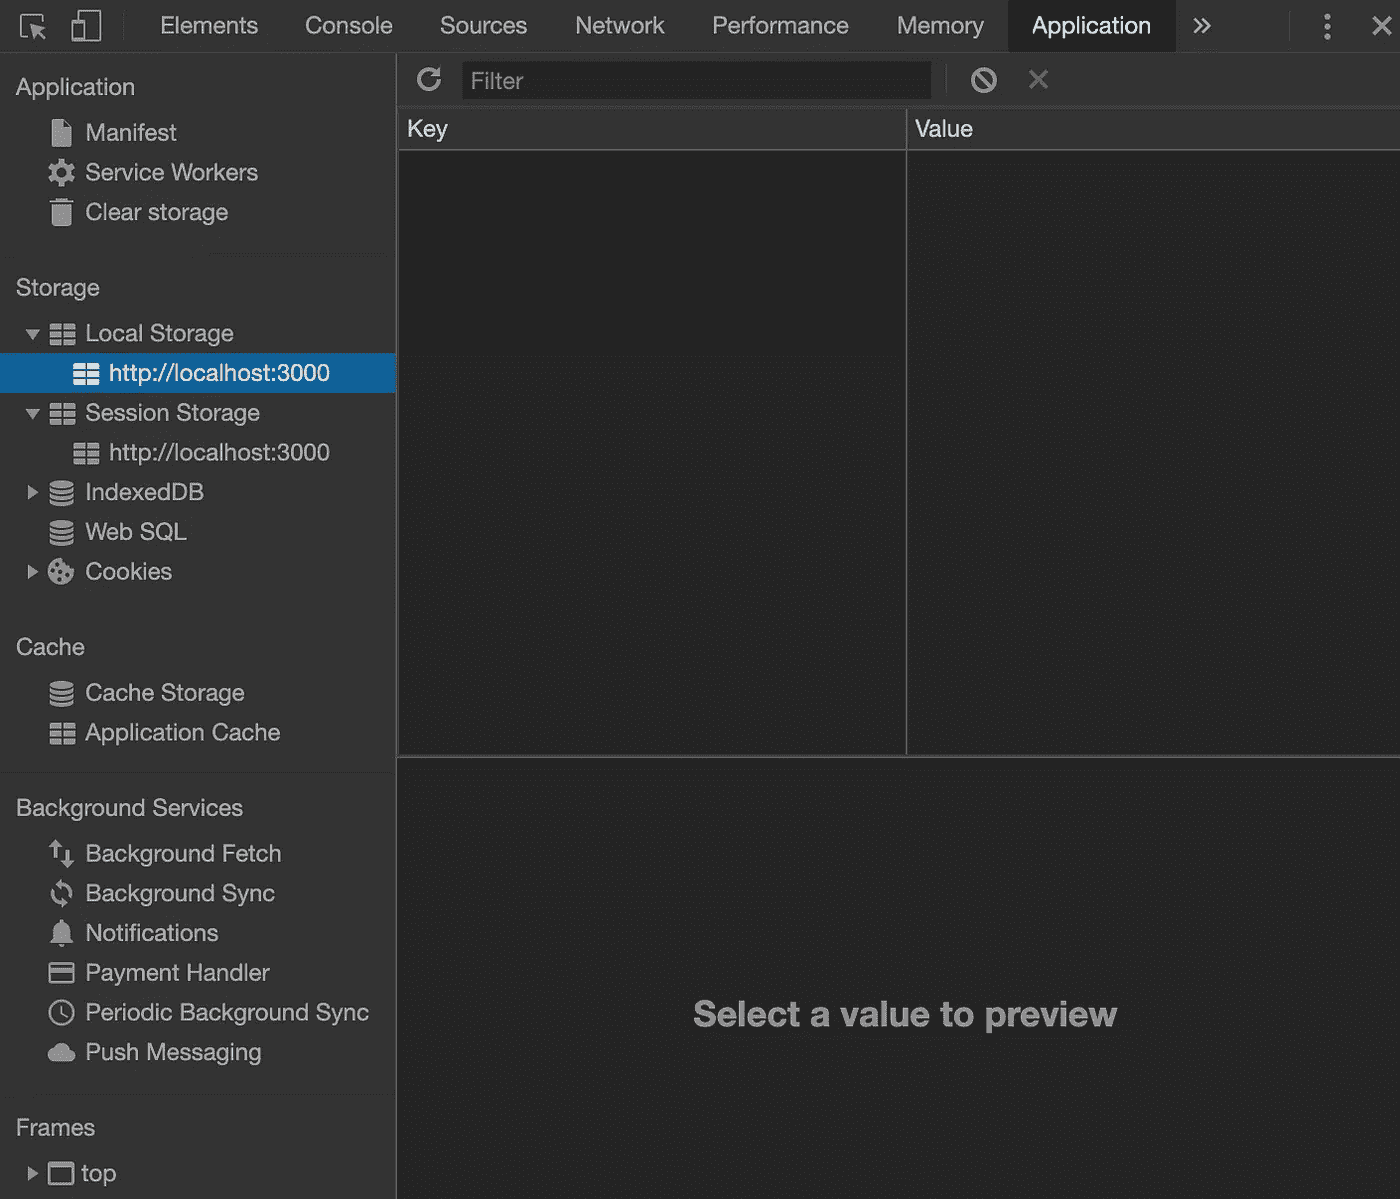 Elements Console Sources Network Performance Memory Application »
Application
Manifest
Service Workers
Clear storage
Storage
Local Storage
http://localhost:3000
Session Storage
http://localhost:3000
IndexedDB
Web SQL
Cookies
Cache
Cache Storage
Application Cache
Background Services
Background Fetch
Background Sync
Notifications
Payment Handler
Periodic Background Sync
Push Messaging
Frames
top
Filter
Key Value
Select a value to preview